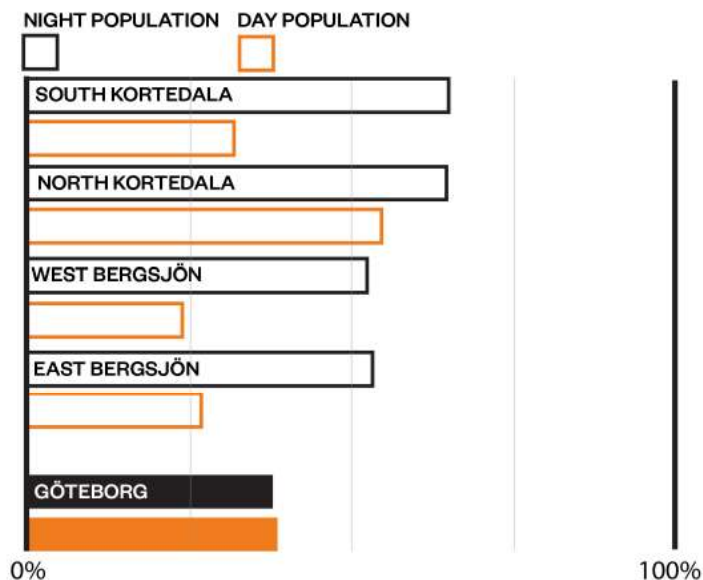 NIGHT POPULATION DAY POPULATION
SOUTH KORTEDALA
NORTH KORTEDALA
WEST BERGSJÖN
EAST BERGSJÖN
GÖTEBORG
0% 100%